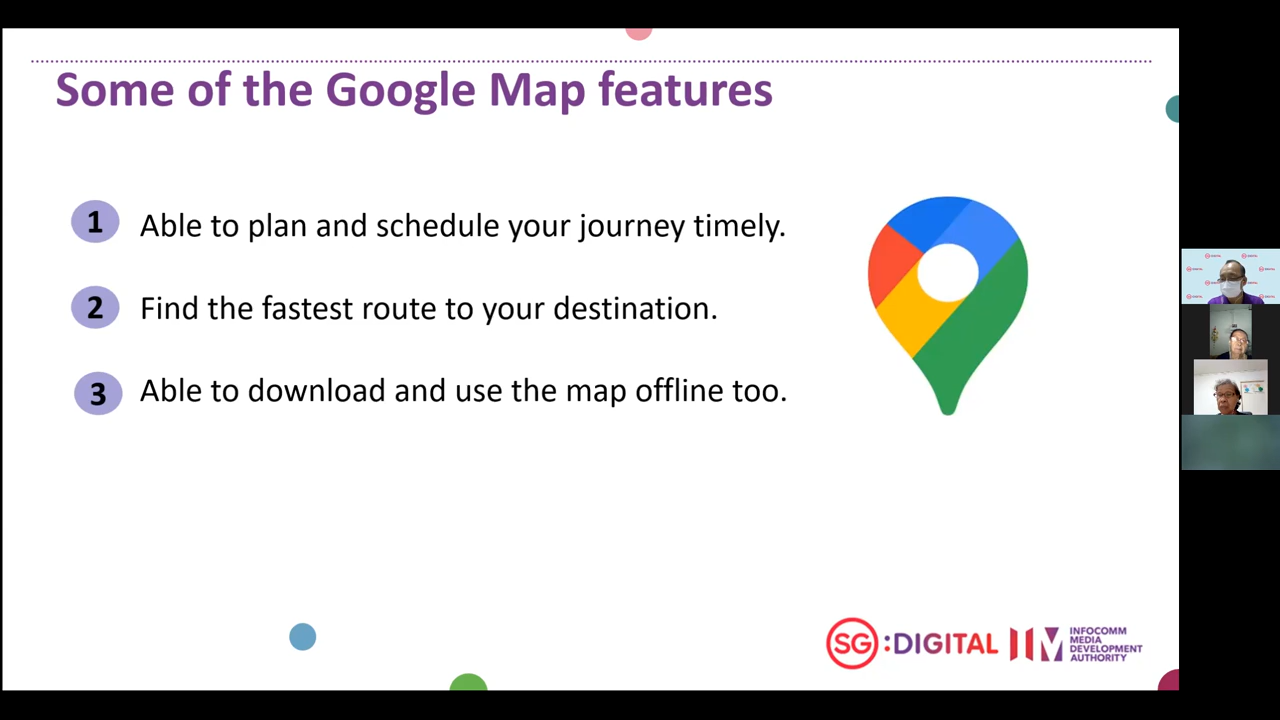 Some of the Google Map features
1 Able to plan and schedule your journey timely.
2 Find the fastest route to your destination.
3 Able to download and use the map offline too.
SG :DIGITAL
INFOCOMM
MEDIA
DEVELOPMENT
AUTHORITY